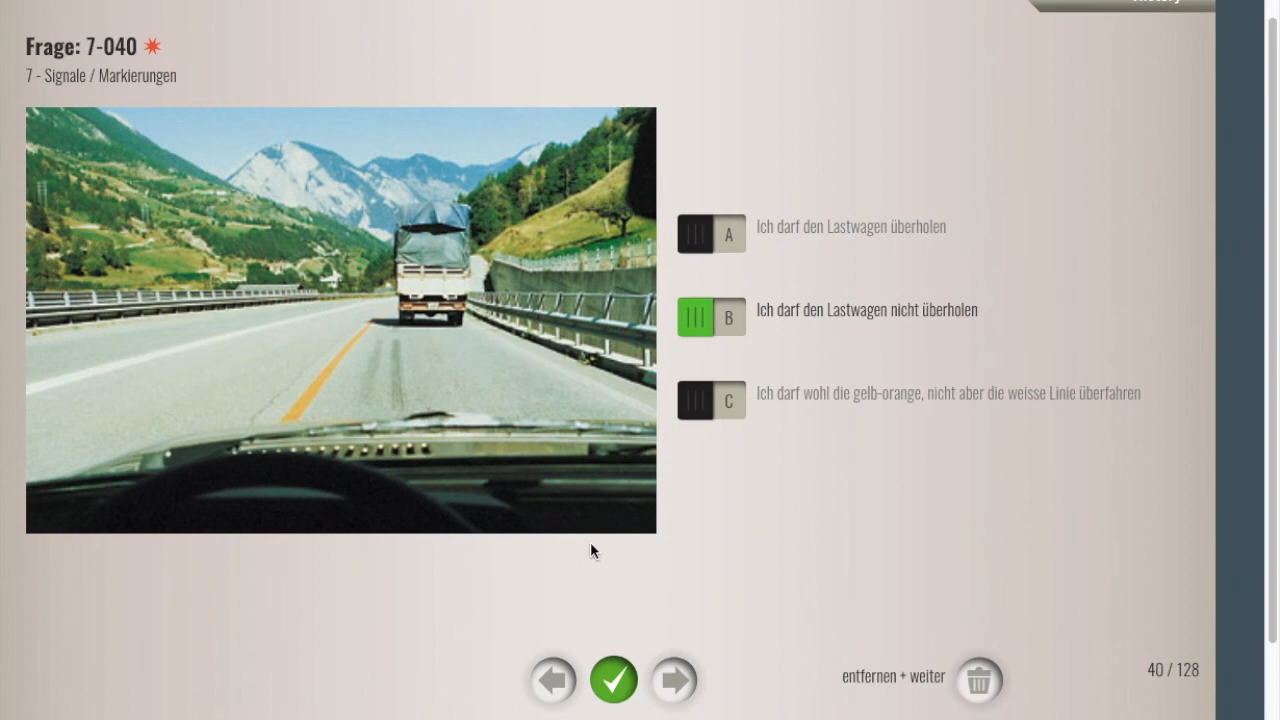 Frage: 7-040
7 - Signale / Markierungen
A
Ich darf den Lastwagen überholen
B
Ich darf den Lastwagen nicht überholen
C
Ich darf wohl die gelb-orange, nicht aber die weisse Linie überfahren
entfernen + weiter
40 / 128